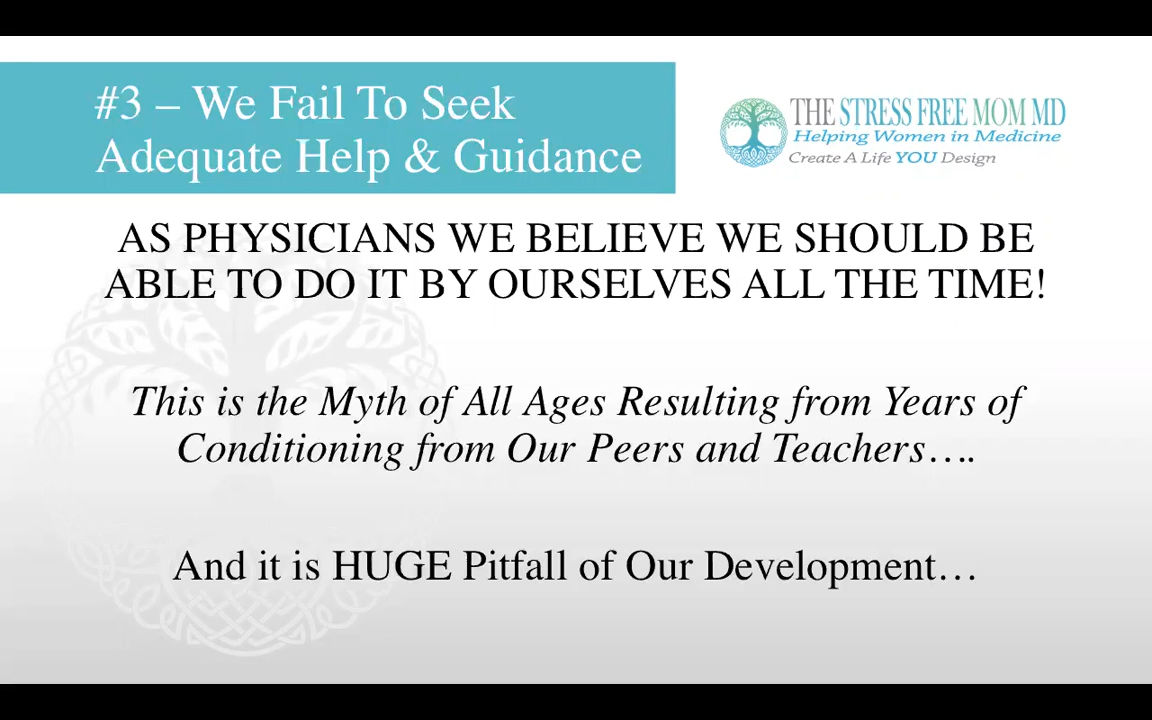 #3 – We Fail To Seek
Adequate Help & Guidance
THE STRESS FREE MOM MD
Helping Women in Medicine
Create A Life YOU Design
AS PHYSICIANS WE BELIEVE WE SHOULD BE
ABLE TO DO IT BY OURSELVES ALL THE TIME!
This is the Myth of All Ages Resulting from Years of
Conditioning from Our Peers and Teachers….
And it is HUGE Pitfall of Our Development…